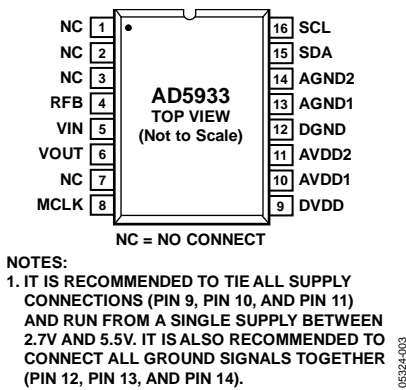 NC 1
NC 2
NC 3
RFB 4
VIN 5
VOUT 6
NC 7
MCLK 8
AD5933
TOP VIEW
(Not to Scale)
16 SCL
15 SDA
14 AGND2
13 AGND1
12 DGND
11 AVDD2
10 AVDD1
9 DVDD
NC = NO CONNECT
NOTES:
1. IT IS RECOMMENDED TO TIE ALL SUPPLY
CONNECTIONS (PIN 9, PIN 10, AND PIN 11)
AND RUN FROM A SINGLE SUPPLY BETWEEN
2.7V AND 5.5V. IT IS ALSO RECOMMENDED TO
CONNECT ALL GROUND SIGNALS TOGETHER
(PIN 12, PIN 13, AND PIN 14).
05324-003